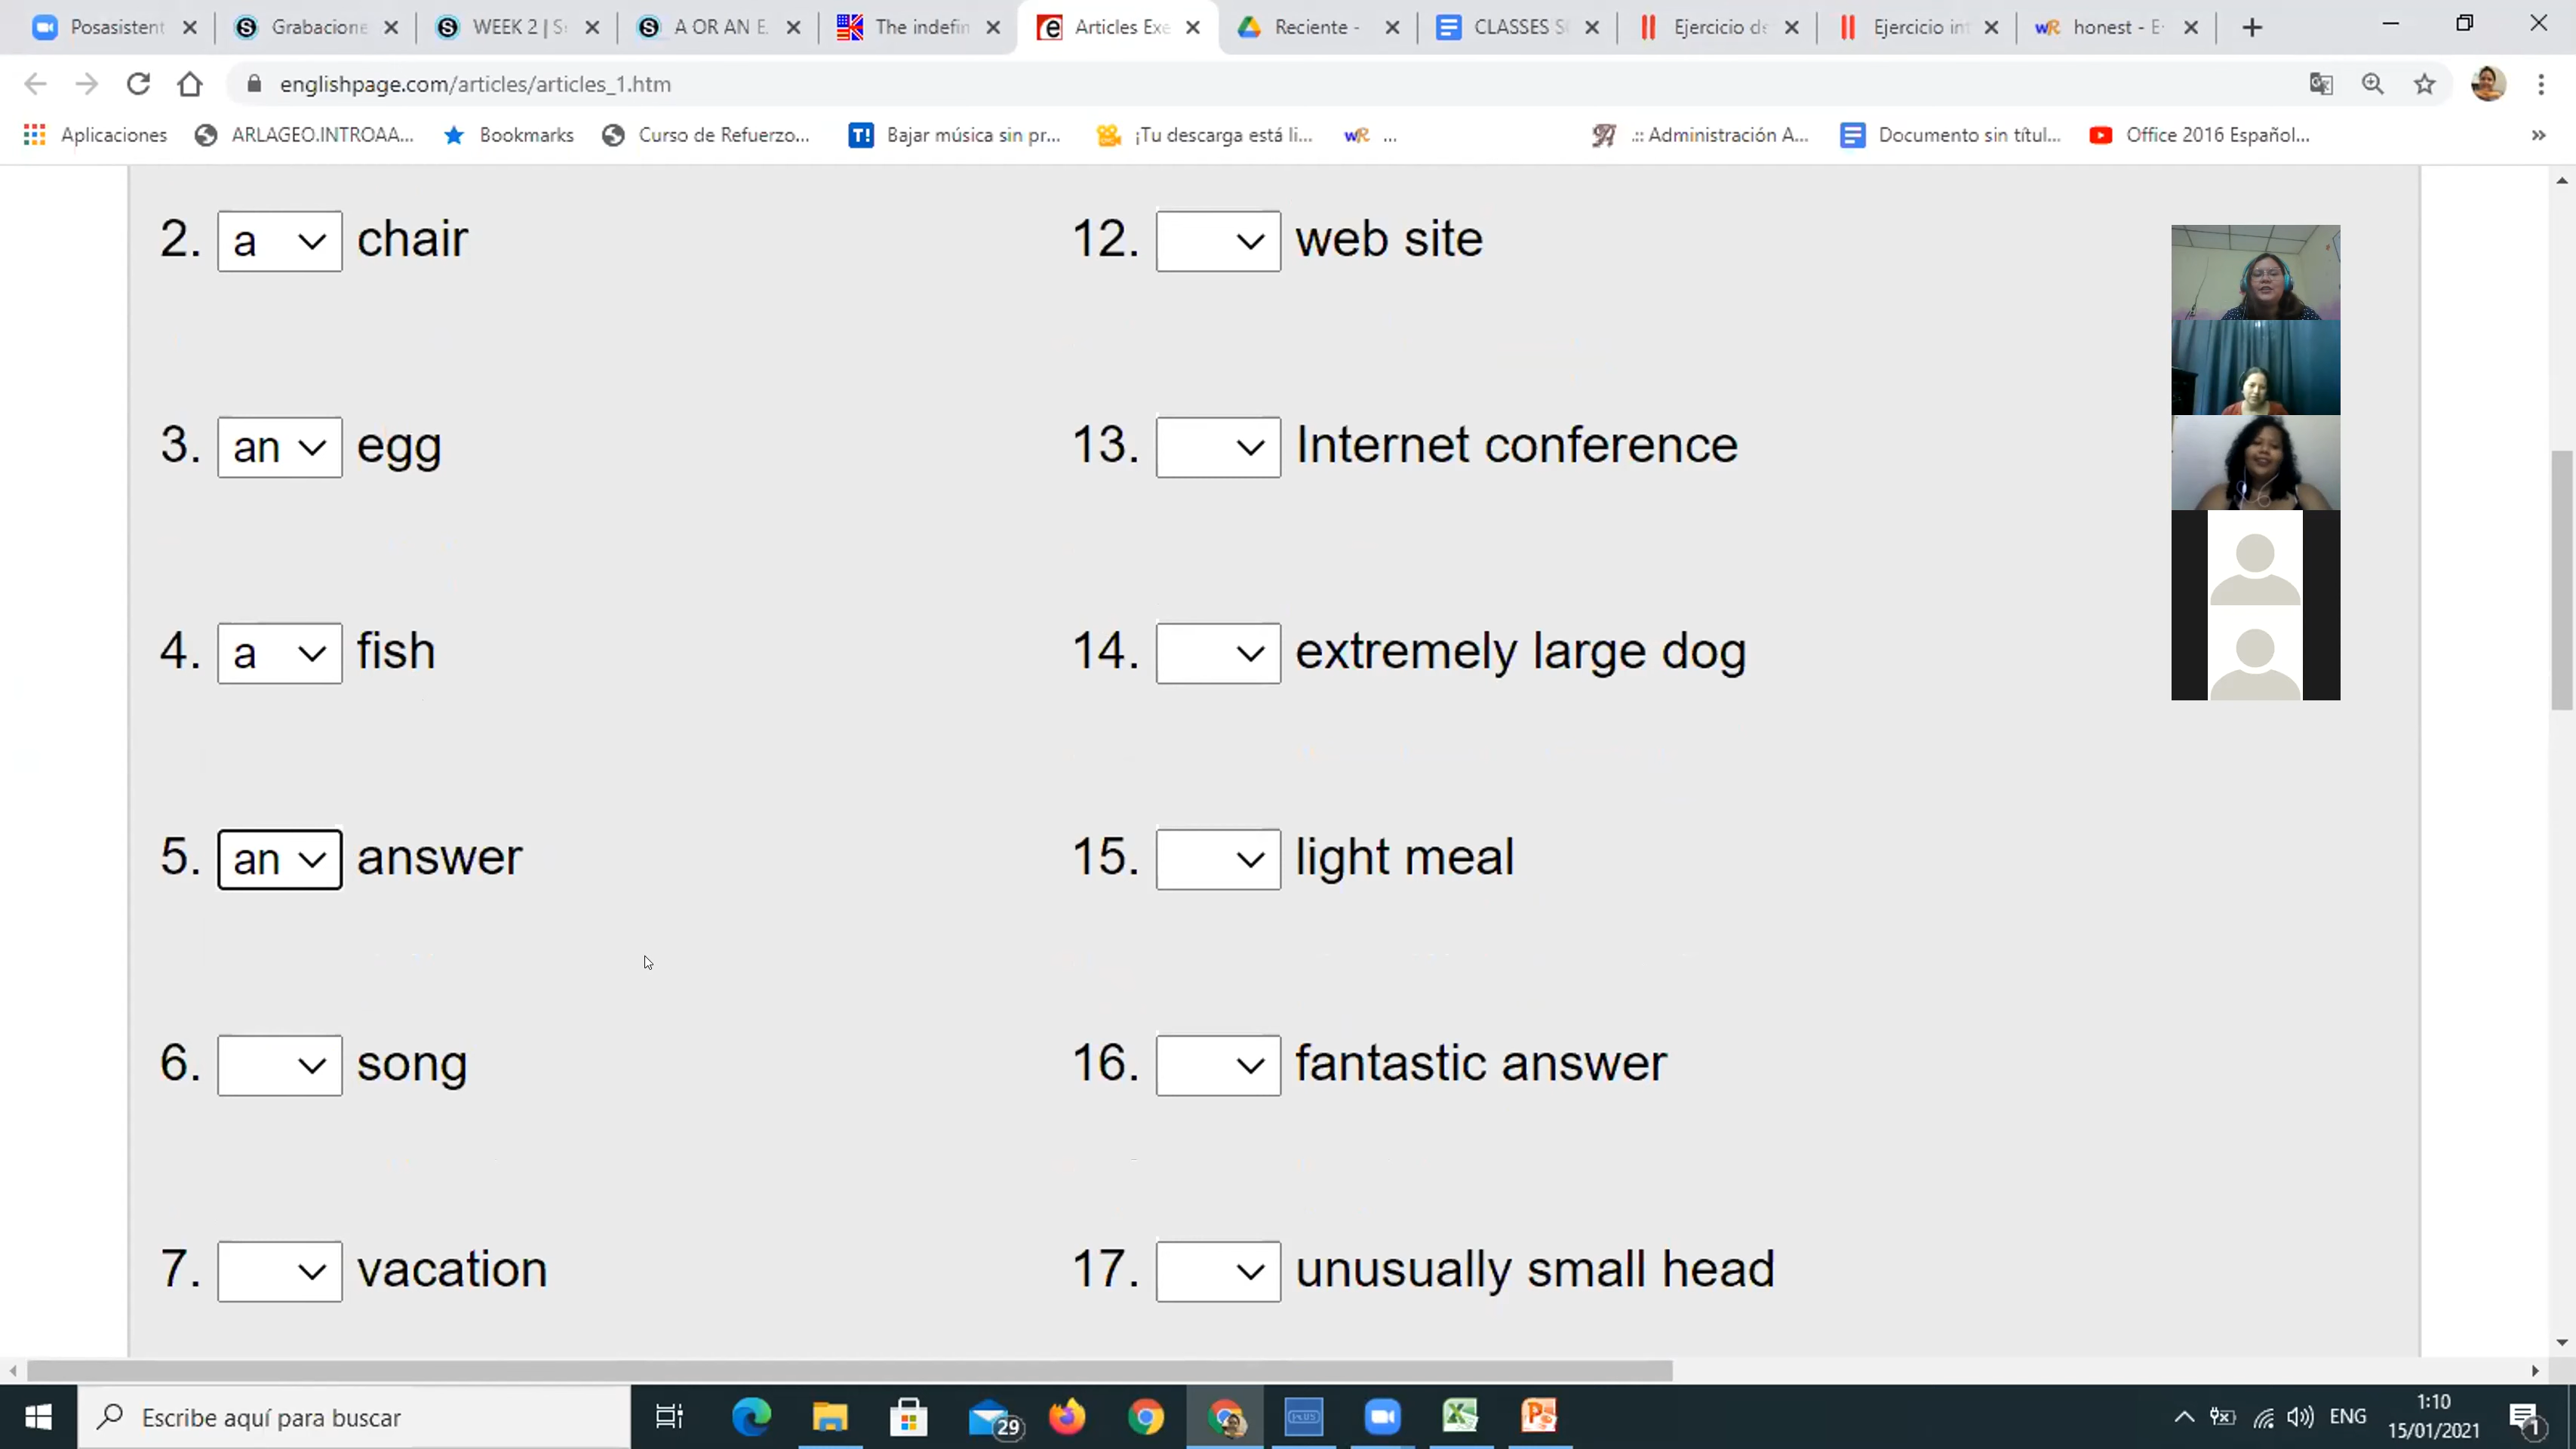 Posasistent
Grabacione
WEEK 2 | S
A OR AN E
The indefin
Articles Exe
Reciente -
CLASSES S
Ejercicio de
Ejercicio int
honest - E
englishpage.com/articles/articles_1.htm
Aplicaciones
ARLAGEO.INTROAA...
Bookmarks
Curso de Refuerzo...
Bajar música sin pr...
¡Tu descarga está li...
...
.:: Administración A...
Documento sin títul...
Office 2016 Español...
2. a chair
3. an egg
4. a fish
5. an answer
6. song
7. vacation
12. web site
13. Internet conference
14. extremely large dog
15. light meal
16. fantastic answer
17. unusually small head
Escribe aquí para buscar
29
ENG
1:10
15/01/2021
1